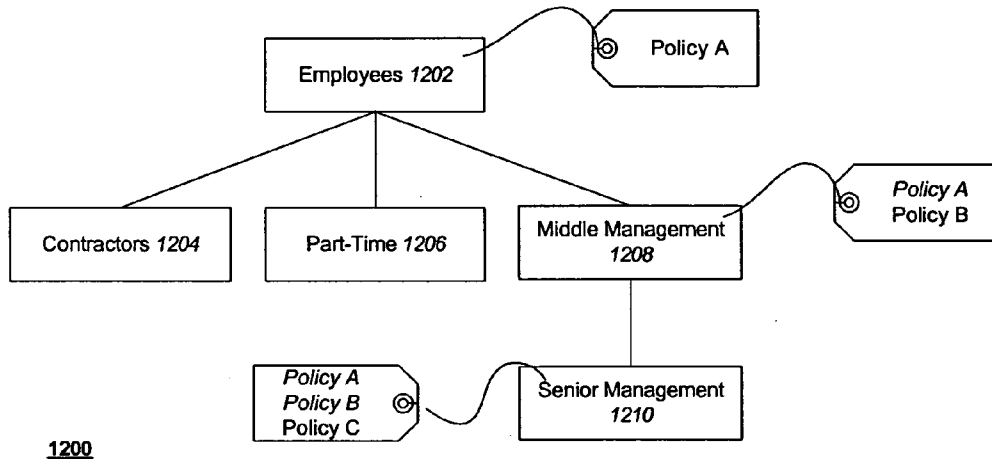 Employees 1202
Policy A
Contractors 1204
Part-Time 1206
Middle Management
1208
Policy A
Policy B
Policy A
Policy B
Policy C
Senior Management
1210
1200